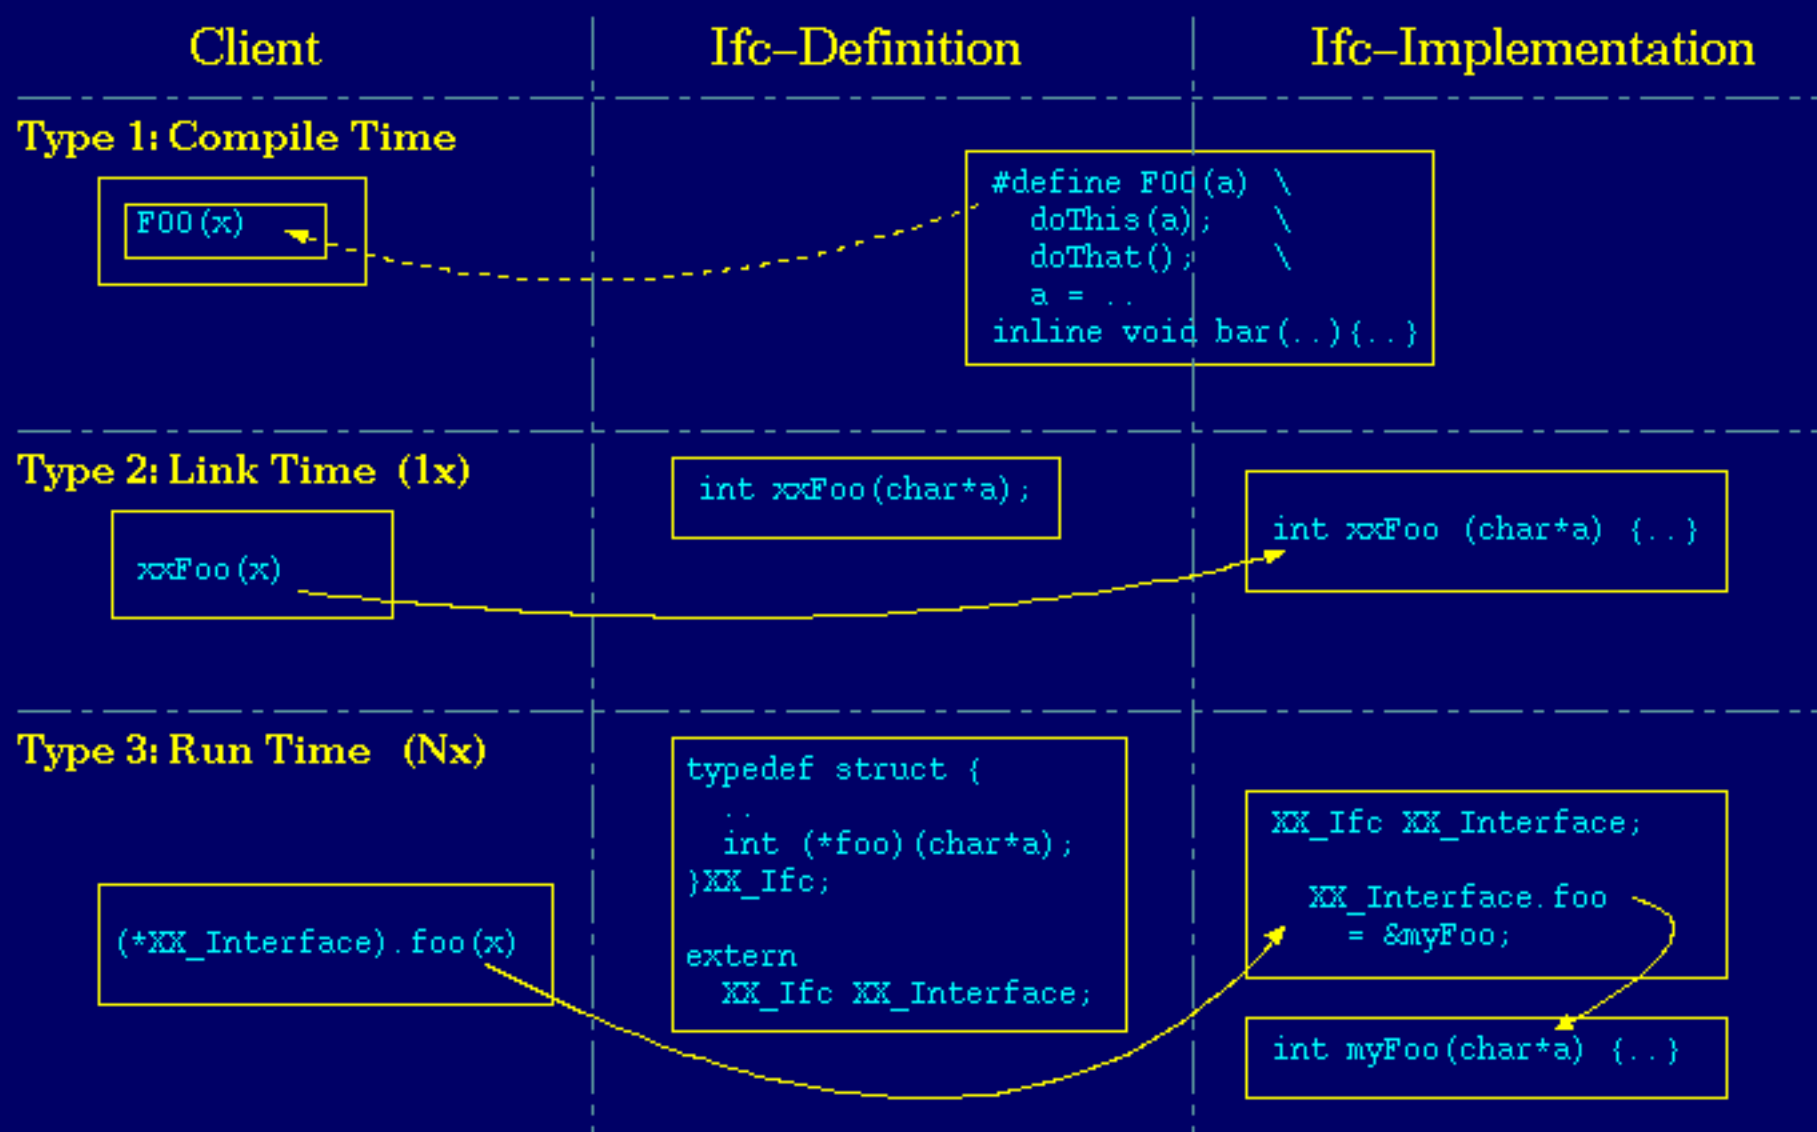 Client
Ifc–Definition
Ifc–Implementation
Type 1: Compile Time
FOO(x)
#define FOO(a) \
doThis(a); \
doThat(); \
a = ..
inline void bar(..){..}
Type 2: Link Time (1x)
xxFoo(x)
int xxFoo(char*a);
int xxFoo (char*a) {..}
Type 3: Run Time (Nx)
(*XX_Interface).foo(x)
typedef struct {
..
int (*foo)(char*a);
}XX_Ifc;
extern
XX_Ifc XX_Interface;
XX_Ifc XX_Interface;
XX_Interface.foo
= &myFoo;
int myFoo(char*a) {..}